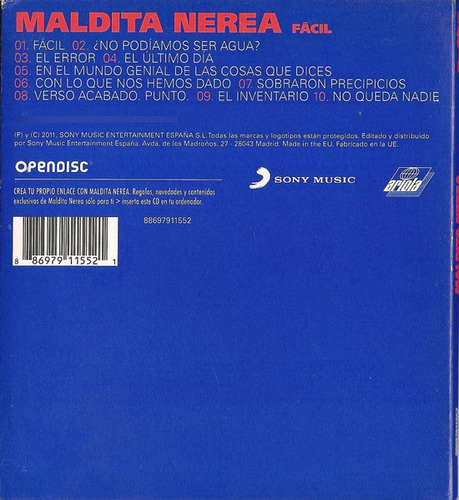 MALDITA NEREA FÁCIL
01. FÁCIL 02. ¿NO PODÍAMOS SER AGUA?
03. EL ERROR 04. EL ÚLTIMO DÍA
05. EN EL MUNDO GENIAL DE LAS COSAS QUE DICES
06. CON LO QUE NOS HEMOS DADO 07. SOBRARON PRECIPICIOS
08. VERSO ACABADO. PUNTO. 09. EL INVENTARIO 10. NO QUEDA NADIE
(P) y (C) 2011, SONY MUSIC ENTERTAINMENT ESPAÑA S.L. Todas las marcas y logotipos están protegidos. Editado y distribuido
por Sony Music Entertainment España. Avda. de los Madroños, 27 - 28043 Madrid. Made in the EU. Fabricado en la UE.
OPENDISC
SONY MUSIC
ariola
CREA TU PROPIO ENLACE CON MALDITA NEREA. Regalos, novedades y contenidos
exclusivos de Maldita Nerea sólo para ti > inserta este CD en tu ordenador.
88697911552
8 86979 11552 1